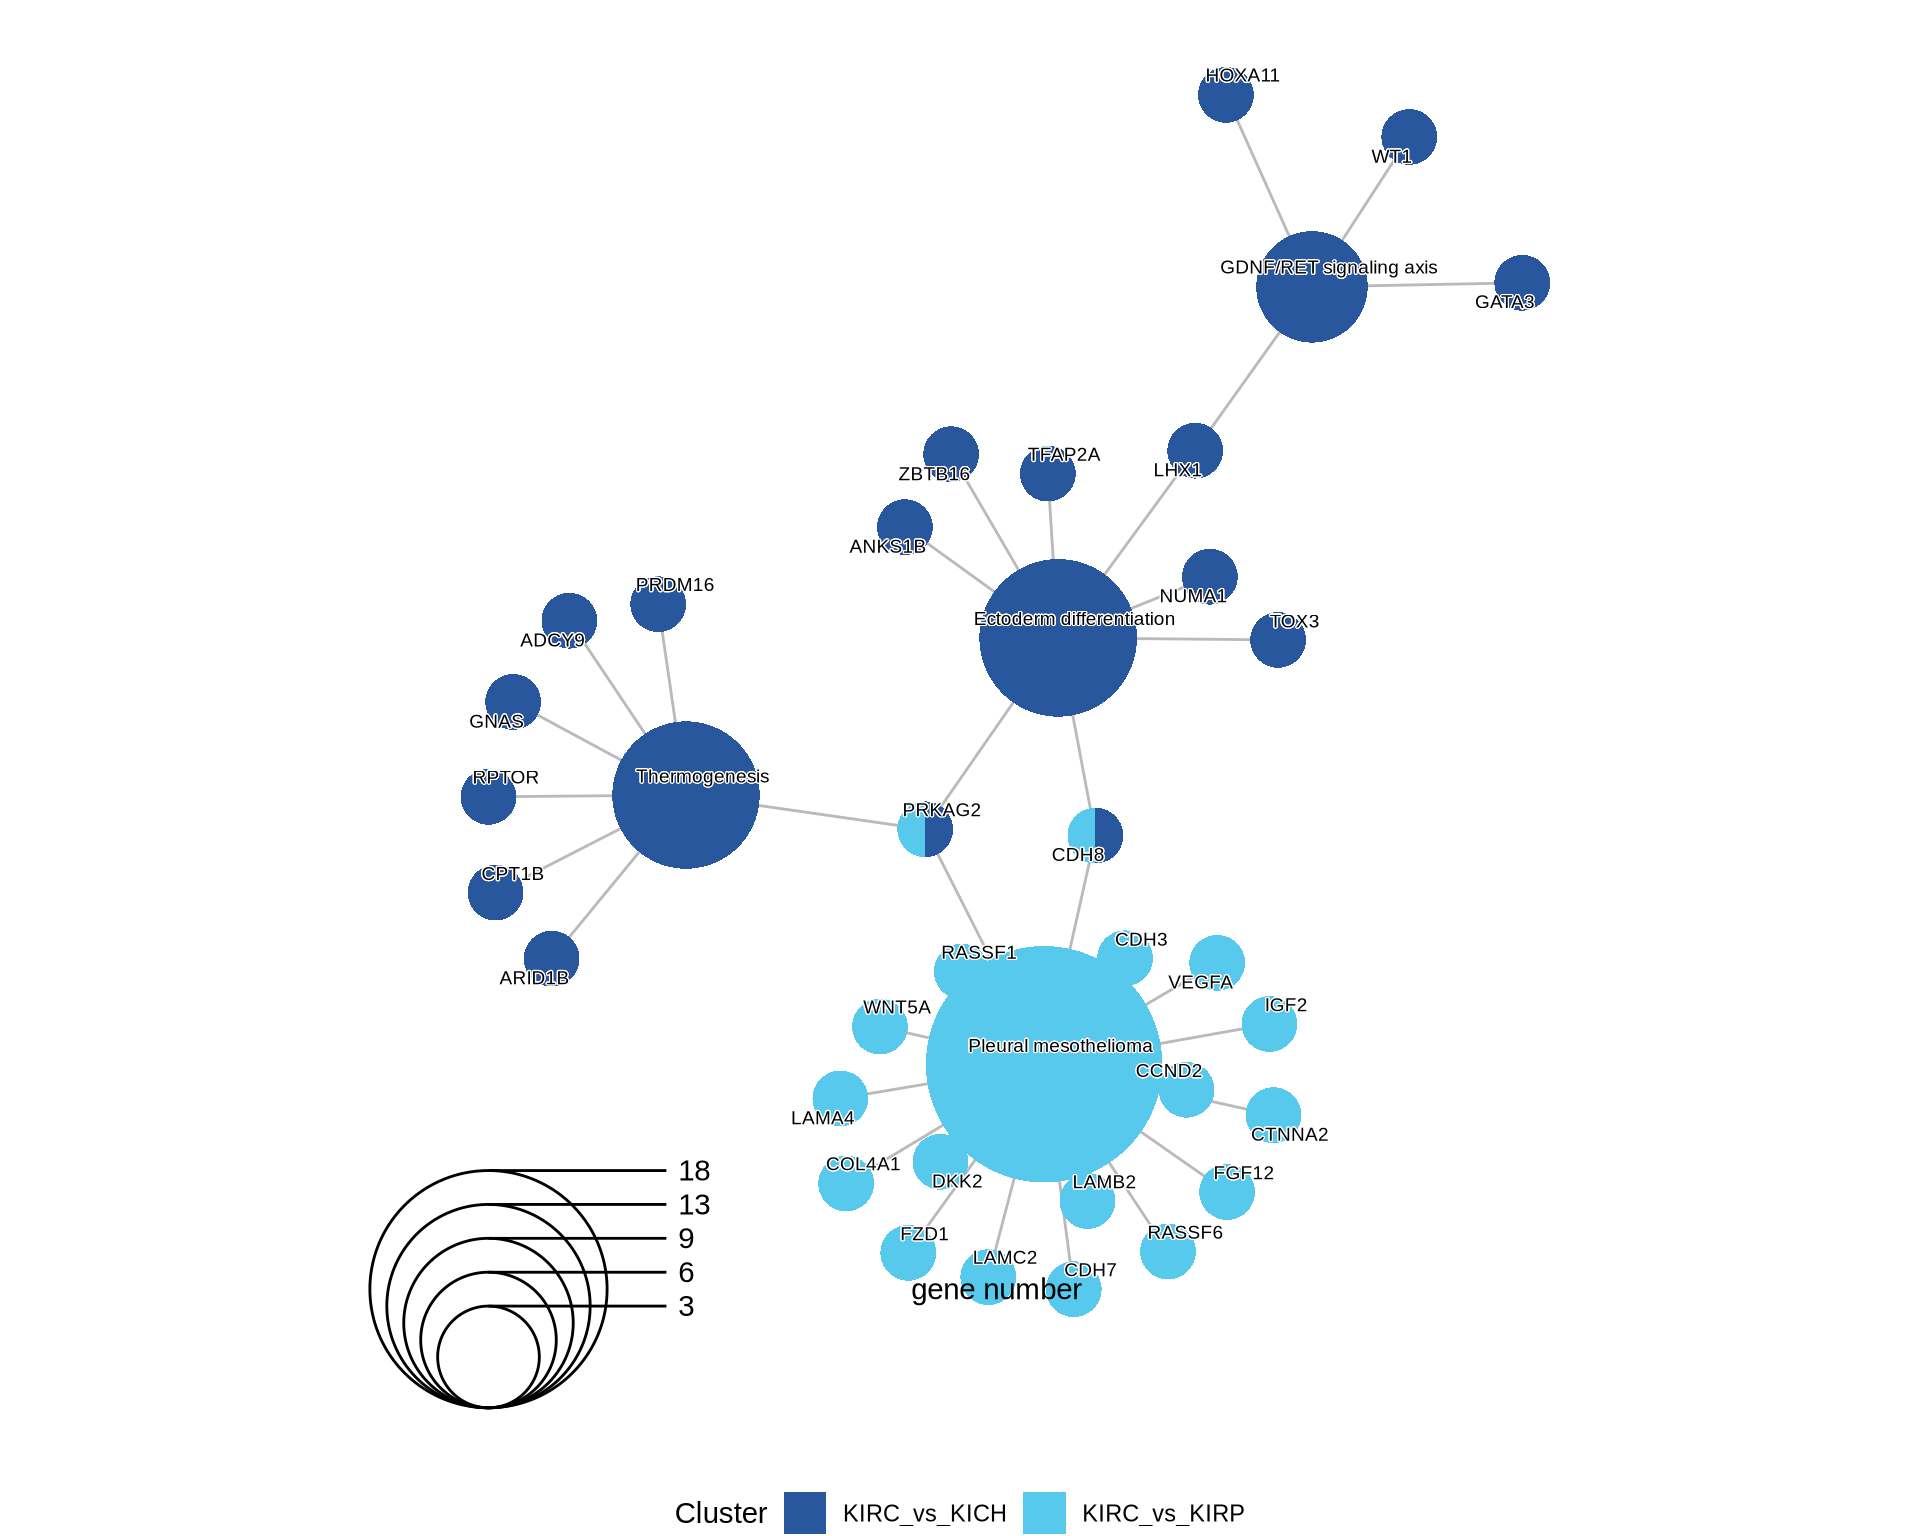 HOXA11
WT1
GDNF/RET signaling axis
GATA3
TFAP2A
ZBTB16
LHX1
ANKS1B
NUMA1
Ectoderm differentiation
TOX3
PRDM16
ADCY9
GNAS
RPTOR
Thermogenesis
PRKAG2
CDH8
CPT1B
ARID1B
CDH3
RASSF1
VEGFA
WNT5A
IGF2
Pleural mesothelioma
CCND2
LAMA4
CTNNA2
COL4A1
DKK2
FGF12
LAMB2
FZD1
RASSF6
LAMC2
CDH7
gene number
18
13
9
6
3
Cluster KIRC_vs_KICH KIRC_vs_KIRP